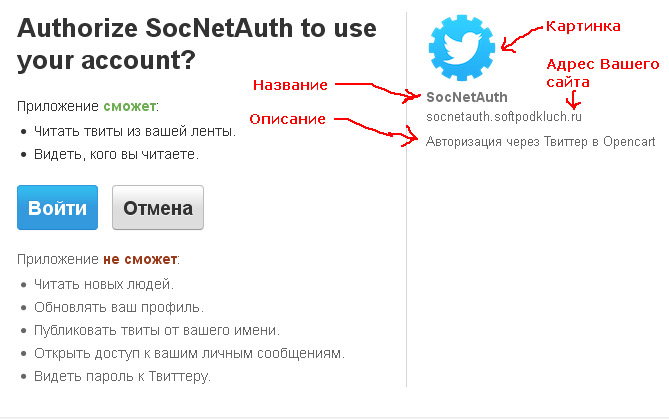 Authorize SocNetAuth to use
your account?
Приложение сможет:
Читать твиты из вашей ленты.
Видеть, кого вы читаете.
Войти
Отмена
Приложение не сможет:
Читать новых людей.
Обновлять ваш профиль.
Публиковать твиты от вашего имени.
Открыть доступ к вашим личным сообщениям.
Видеть пароль к Твиттеру.
Картинка
Название
Адрес Вашего
сайта
SocNetAuth
socnetauth.softpodkluch.ru
Описание
Авторизация через Твиттер в Opencart